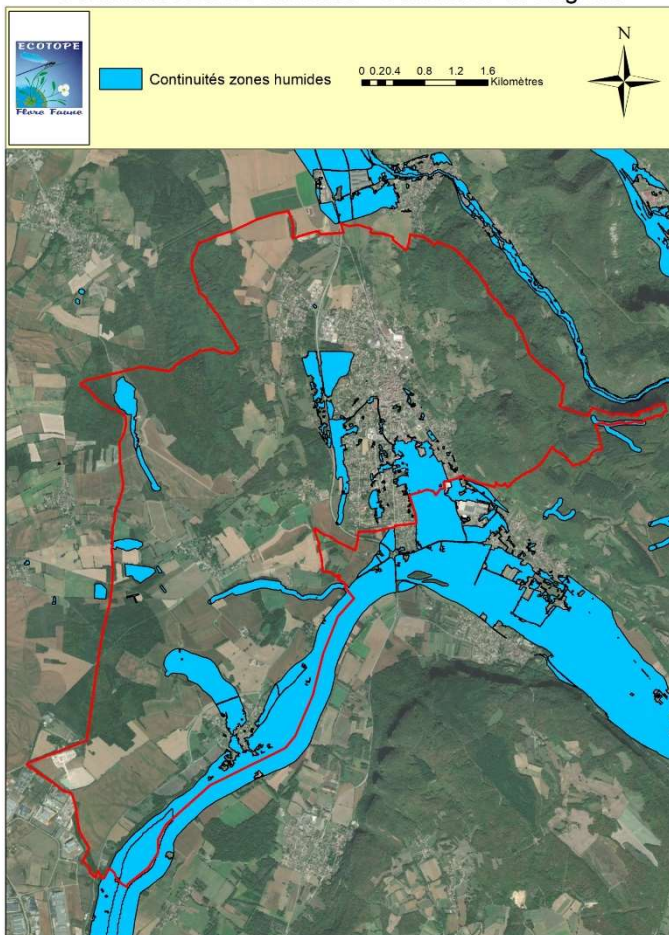 ECOTOPE
Flore Faune
Continuités zones humides
0 0.20.4 0.8 1.2 1.6
Kilomètres
N